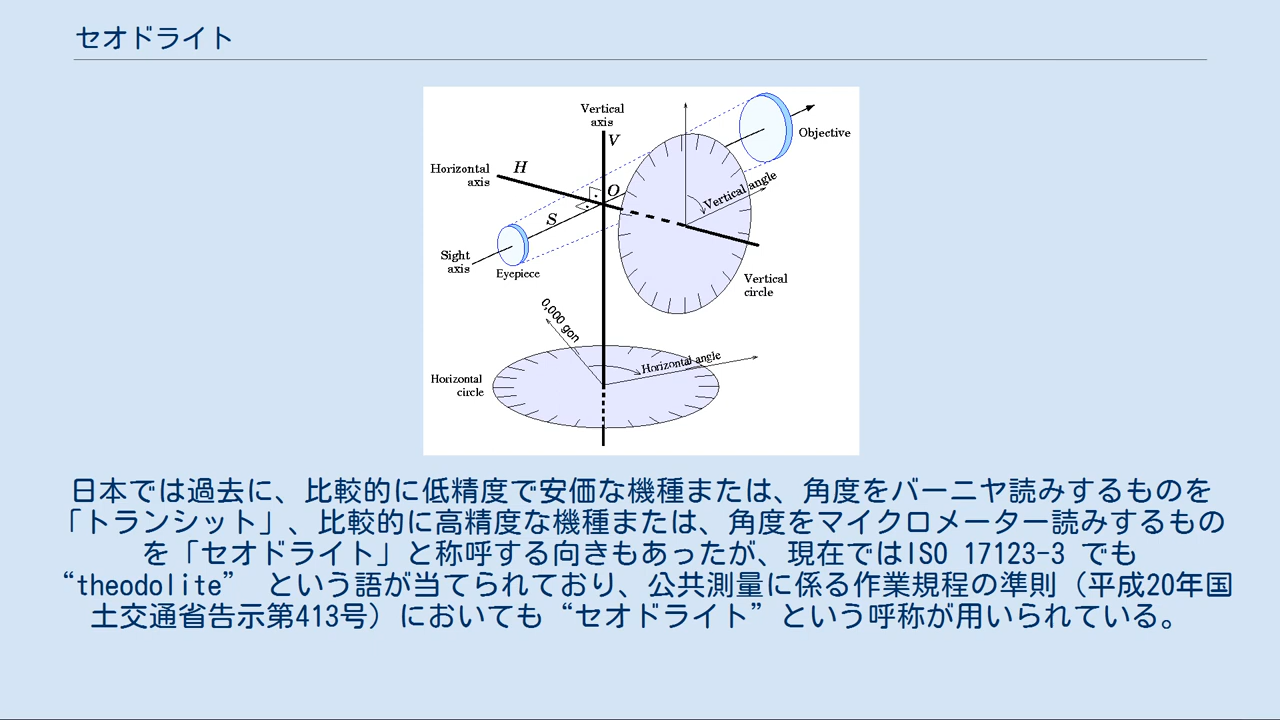 セオドライト
Vertical
axis
V
Objective
Horizontal
axis
H
O
Vertical angle
S
Sight
axis
Eyepiece
Vertical
circle
0,000 gon
Horizontal angle
Horizontal
circle
日本では過去に、比較的に低精度で安価な機種または、角度をバーニヤ読みするものを
「トランシット」、比較的に高精度な機種または、角度をマイクロメーター読みするもの
を「セオドライト」と称呼する向きもあったが、現在ではISO 17123-3 でも
“theodolite” という語が当てられており、公共測量に係る作業規程の準則（平成20年国
土交通省告示第413号）においても“セオドライト”という呼称が用いられている。